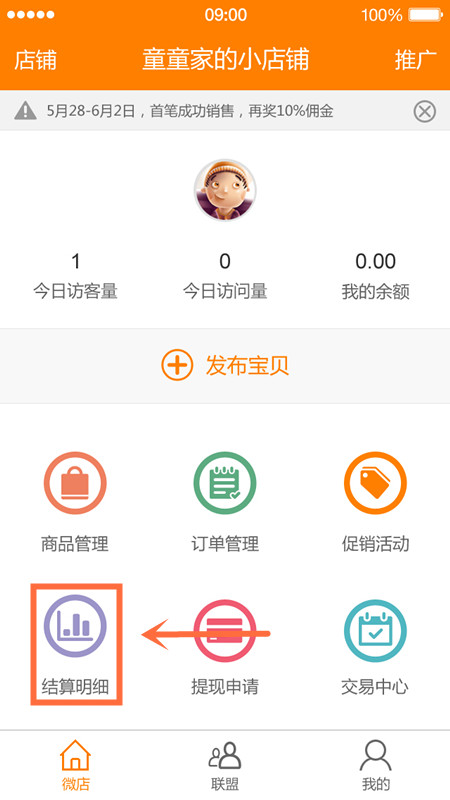 09:00
100%
店铺
童童家的小店铺
推广
5月28-6月2日，首笔成功销售，再奖10%佣金
1
0
0.00
今日访客量
今日访问量
我的余额
发布宝贝
商品管理
订单管理
促销活动
结算明细
提现申请
交易中心
微店
联盟
我的